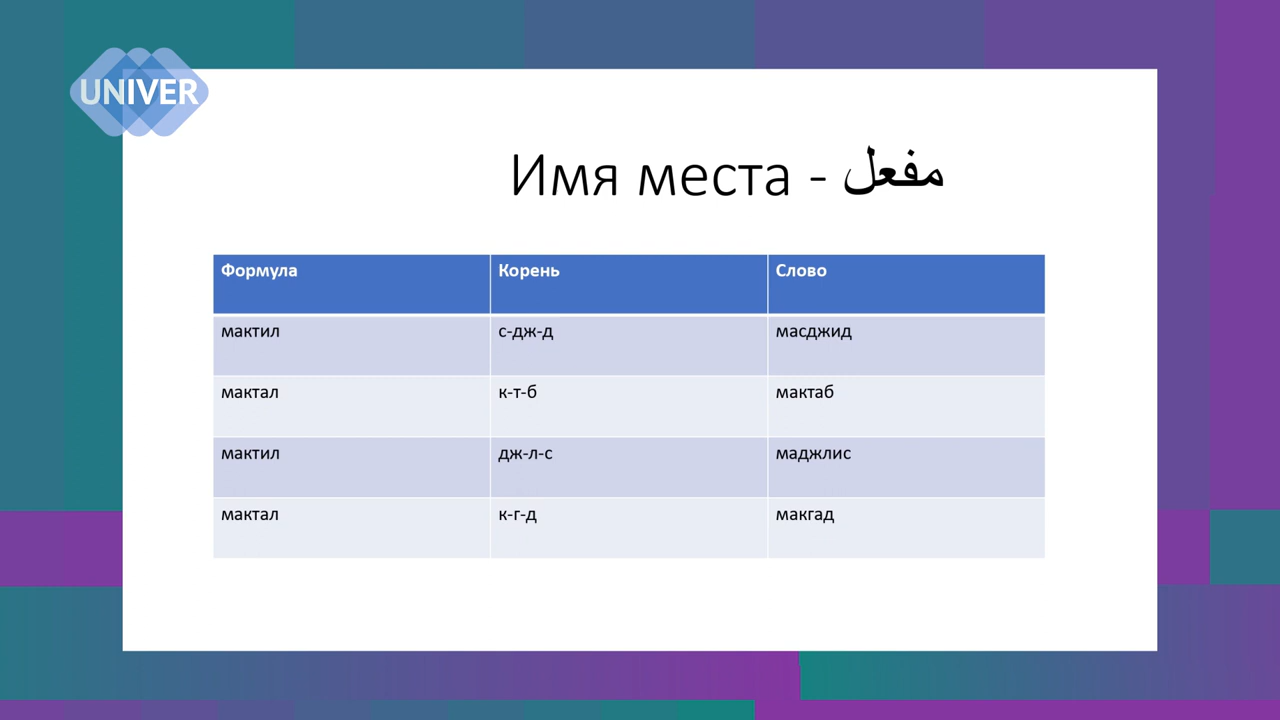 UNIVER
Имя места - مفعل
Формула Корень Слово
мактил с-дж-д масджид
мактал к-т-б мактаб
мактил дж-л-с маджлис
мактал к-г-д макгад